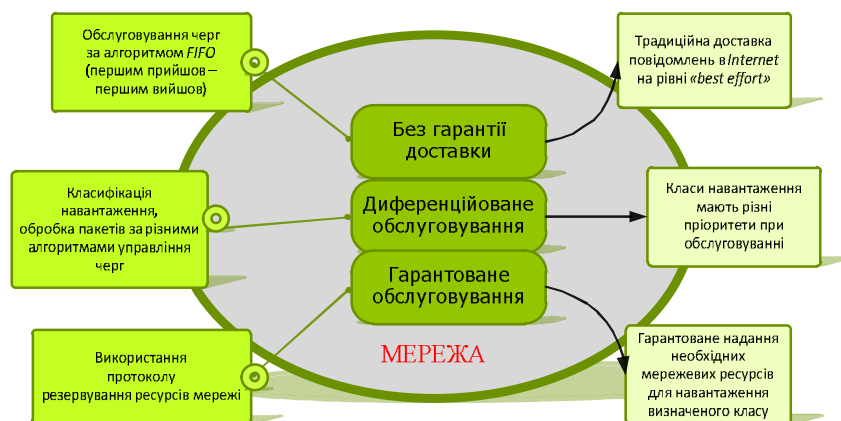 Обслуговування черг
за алгоритмом FIFO
(першим прийшов –
першим вийшов)
Традиційна доставка
повідомлень в Internet
на рівні «best effort»
Без гарантії
доставки
Класифікація
навантаження,
обробка пакетів за різними
алгоритмами управління
черг
Диференційоване
обслуговування
Класи навантаження
мають різні
пріоритети при
обслуговуванні
Гарантоване
обслуговування
МЕРЕЖА
Використання
протоколу
резервування ресурсів мережі
Гарантоване надання
необхідних
мережевих ресурсів
для навантаження
визначеного класу